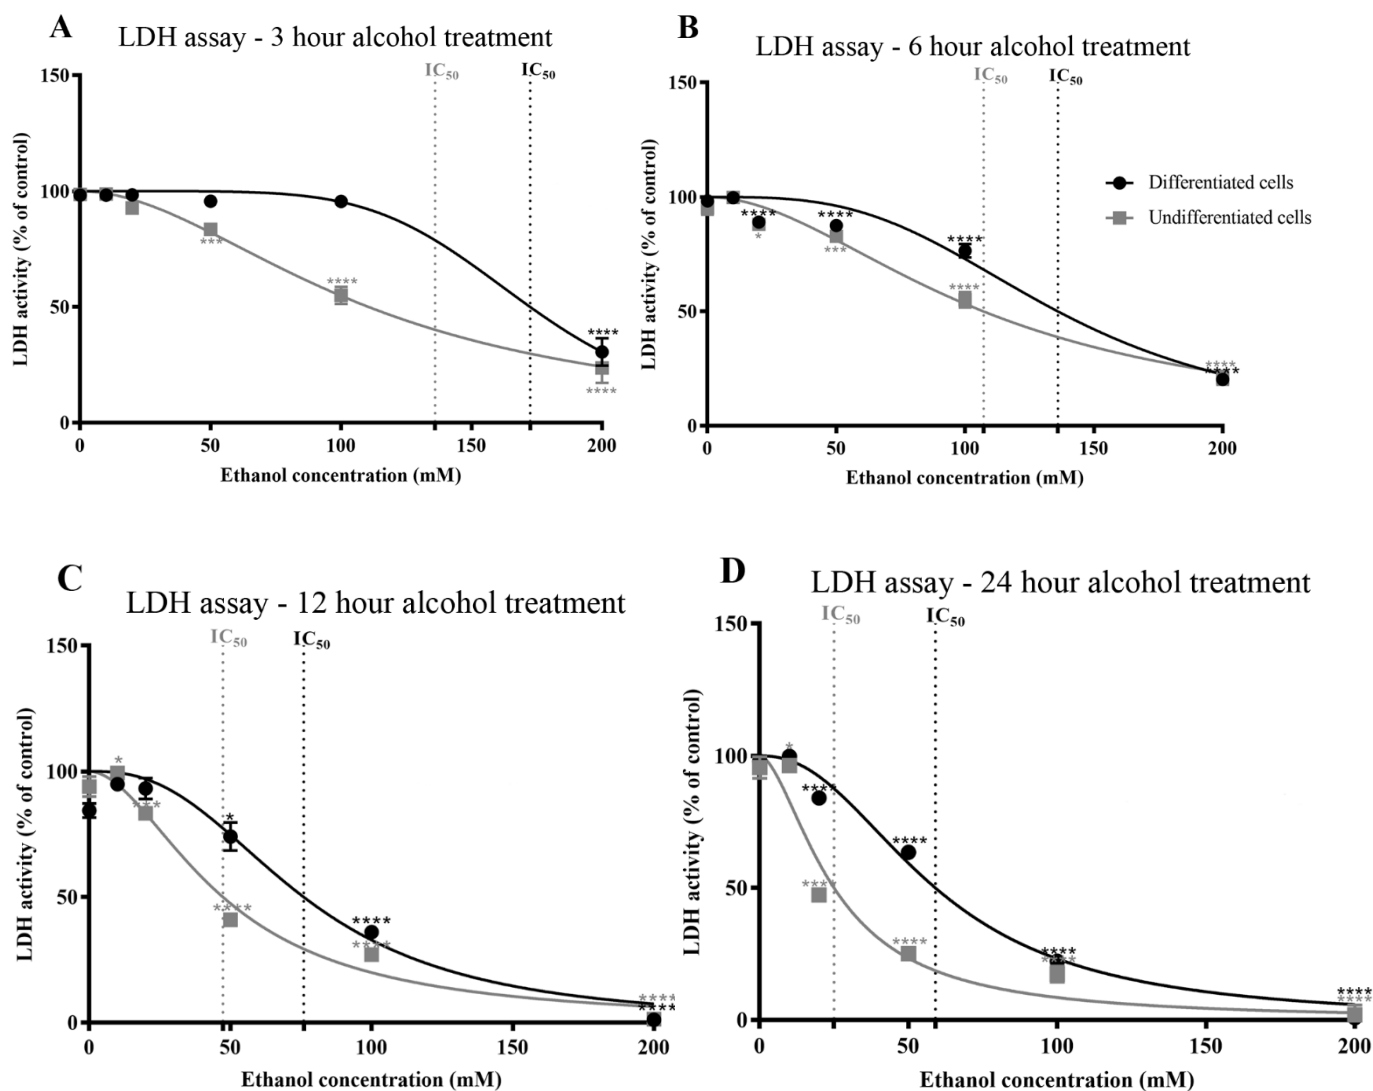 A
LDH assay - 3 hour alcohol treatment
IC50
IC50
150
100
50
0
LDH activity (% of control)
***
****
****
****
0
50
100
150
200
Ethanol concentration (mM)
B
LDH assay - 6 hour alcohol treatment
IC50
IC50
150
100
50
0
LDH activity (% of control)
****
*
****
***
****
****
****
****
0
50
100
150
200
Ethanol concentration (mM)
Differentiated cells
Undifferentiated cells
C
LDH assay - 12 hour alcohol treatment
IC50
IC50
150
100
50
0
LDH activity (% of control)
*
***
*
****
****
****
****
****
0
50
100
150
200
Ethanol concentration (mM)
D
LDH assay - 24 hour alcohol treatment
IC50
IC50
150
100
50
0
LDH activity (% of control)
*
****
****
****
****
****
****
****
****
0
50
100
150
200
Ethanol concentration (mM)